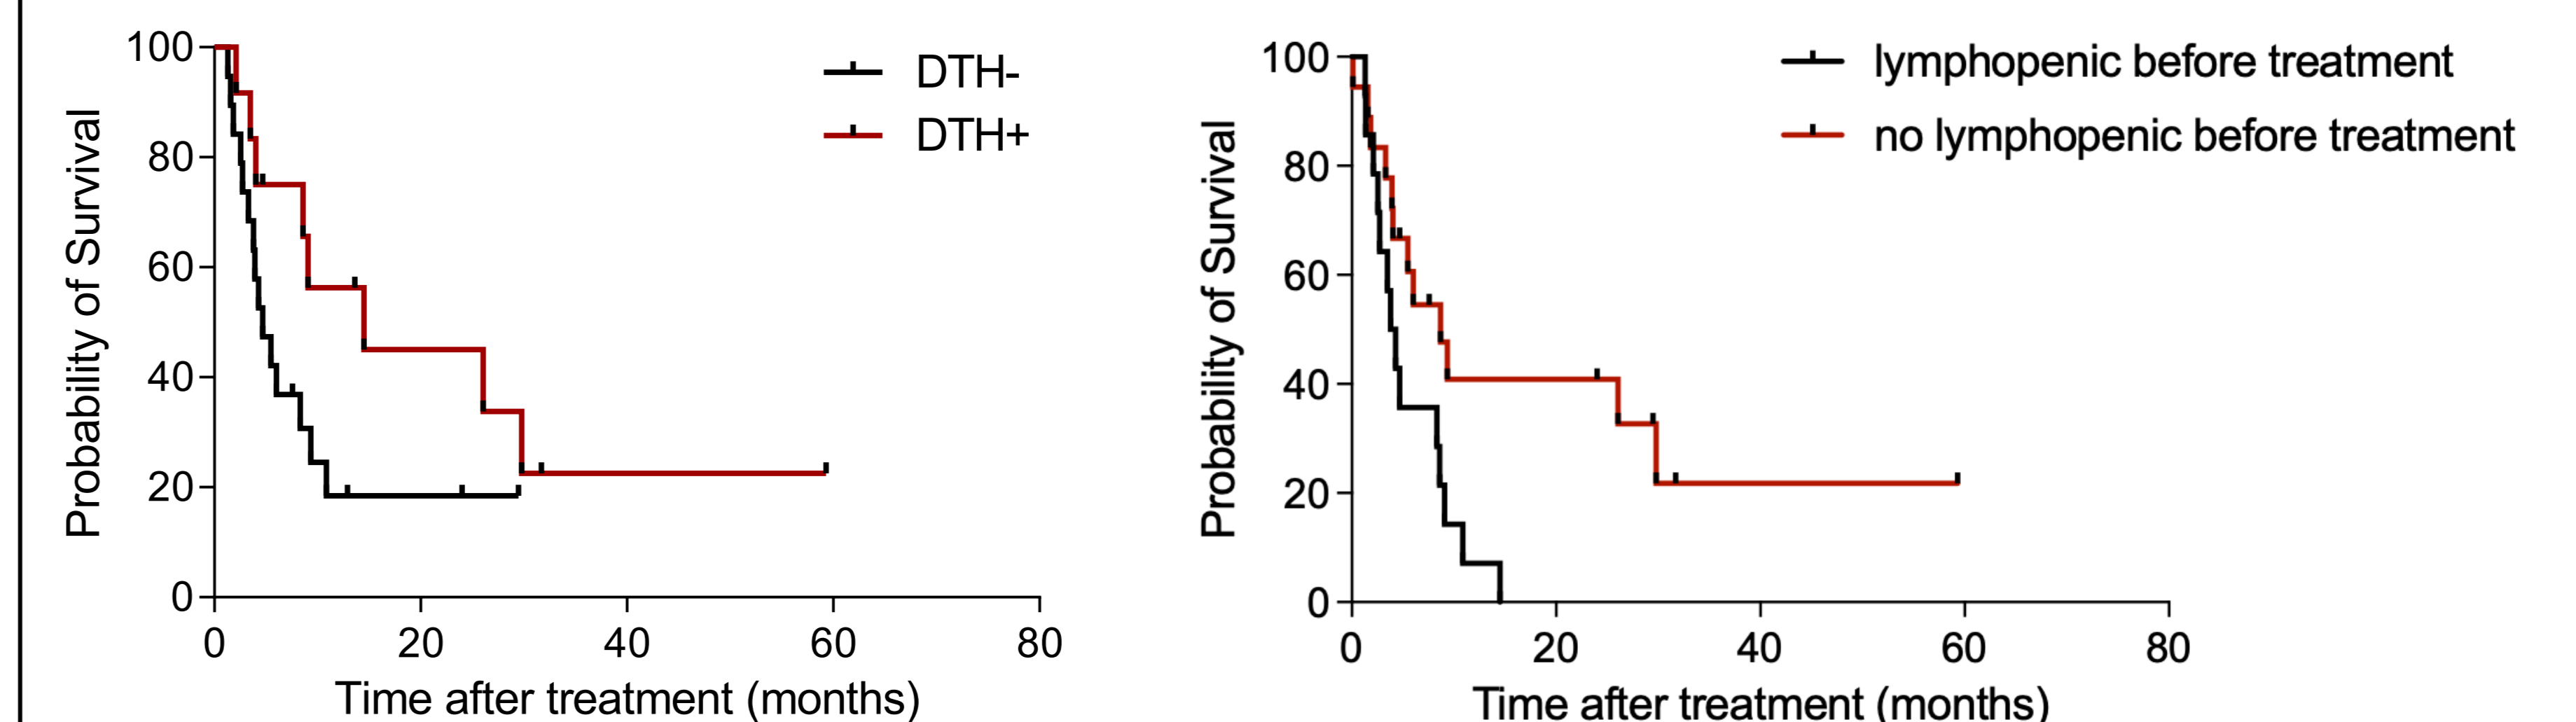 100
80
60
40
20
0
0 20 40 60 80
Probability of Survival
Time after treatment (months)
DTH-
DTH+
100
80
60
40
20
0
0 20 40 60 80
Probability of Survival
Time after treatment (months)
lymphopenic before treatment
no lymphopenic before treatment